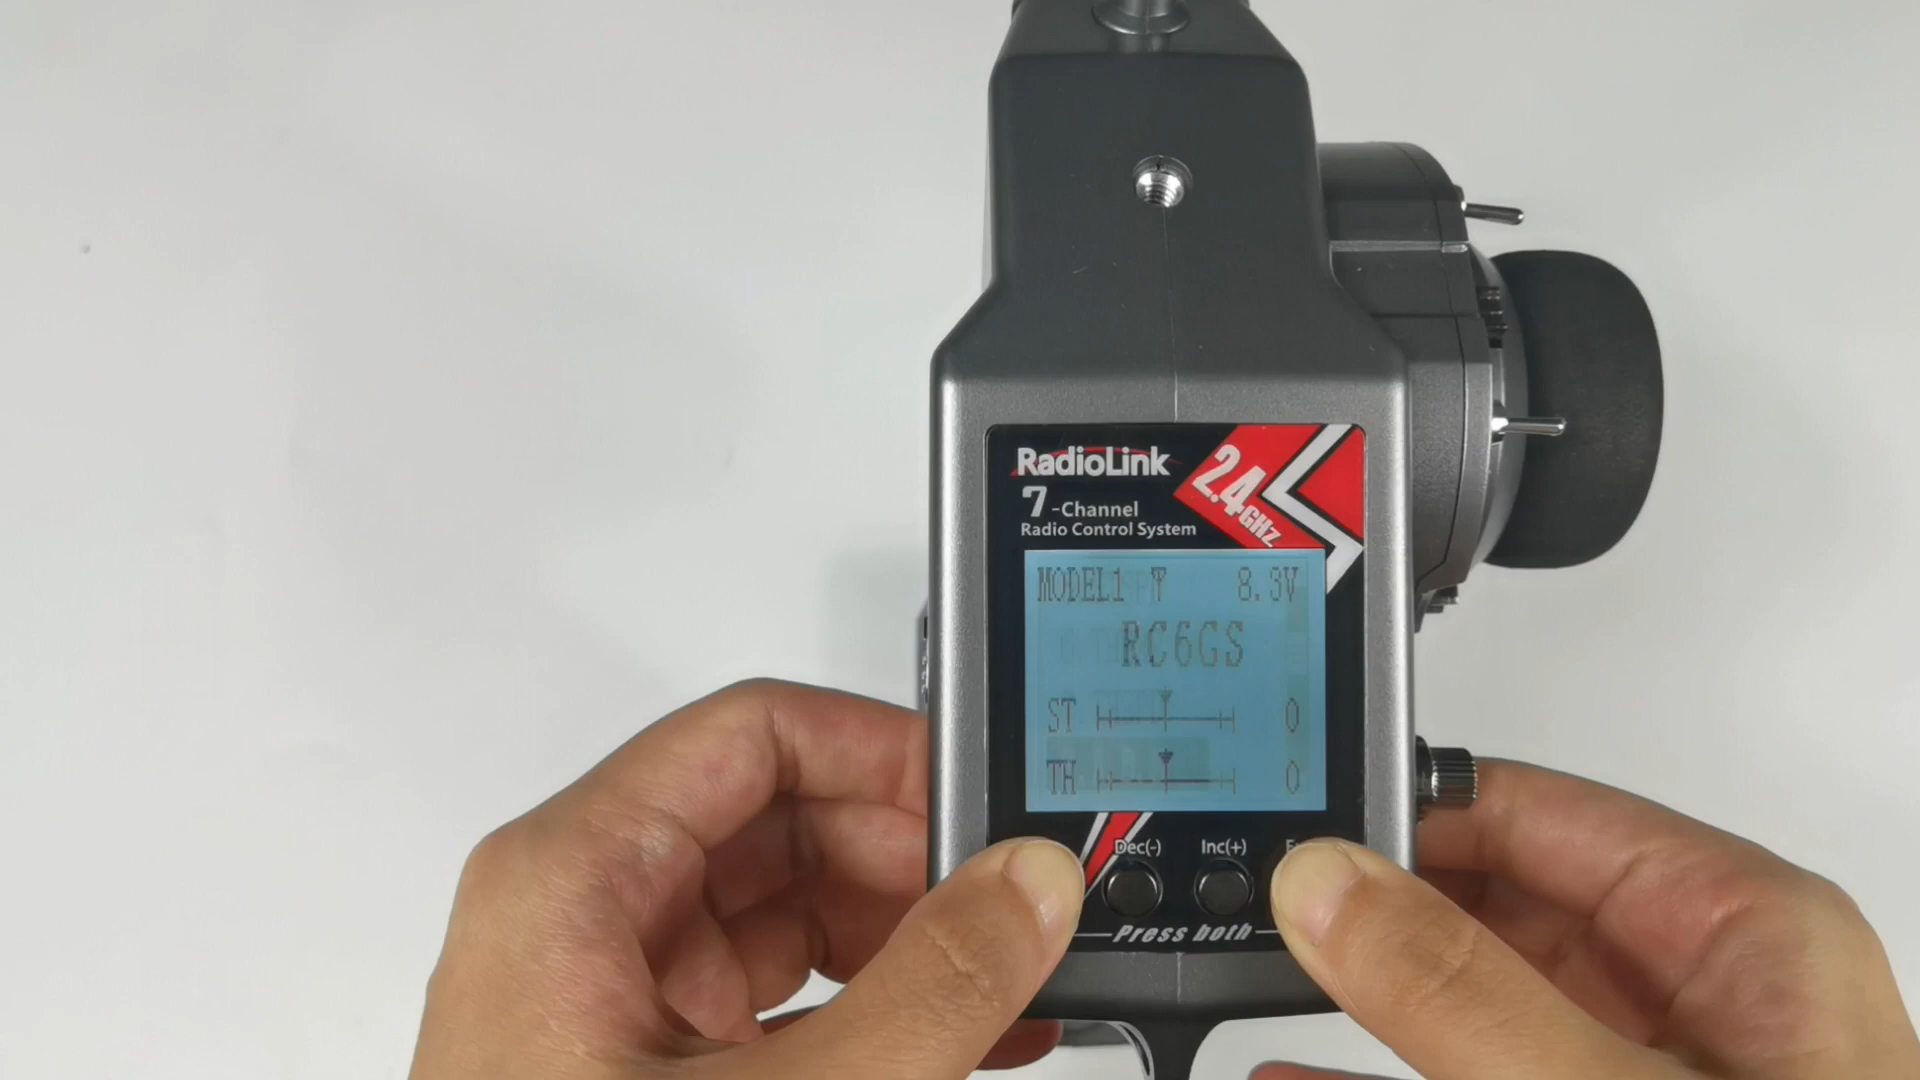 RadioLink
2.4GHz
7-Channel
Radio Control System
MODEL1 8.3V
RC6GS
ST 0
TH 0
Dec(-) Inc(+)
Press both